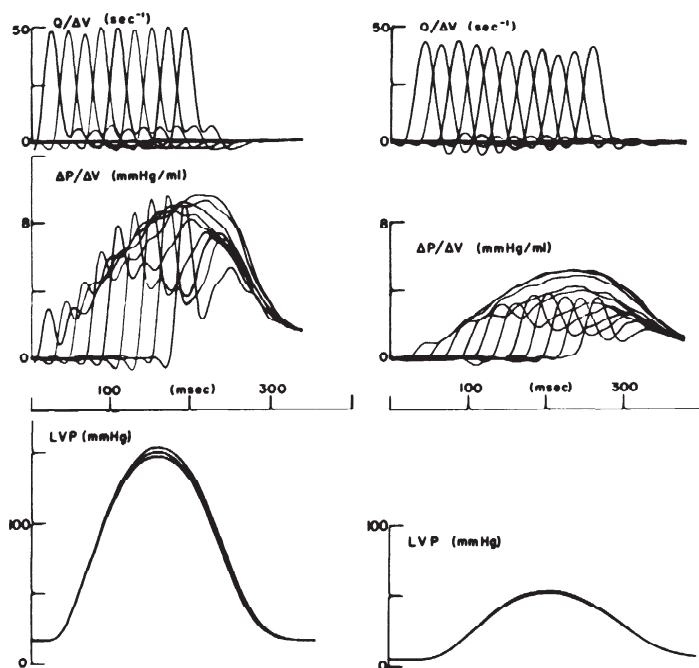 Q/ΔV (sec⁻¹)
50
0
ΔP/ΔV (mmHg/ml)
8
0
100 (msec) 300
LVP (mmHg)
100
0
Q/ΔV (sec⁻¹)
50
0
8
ΔP/ΔV (mmHg/ml)
0
100 (msec) 300
100
LVP (mmHg)
0